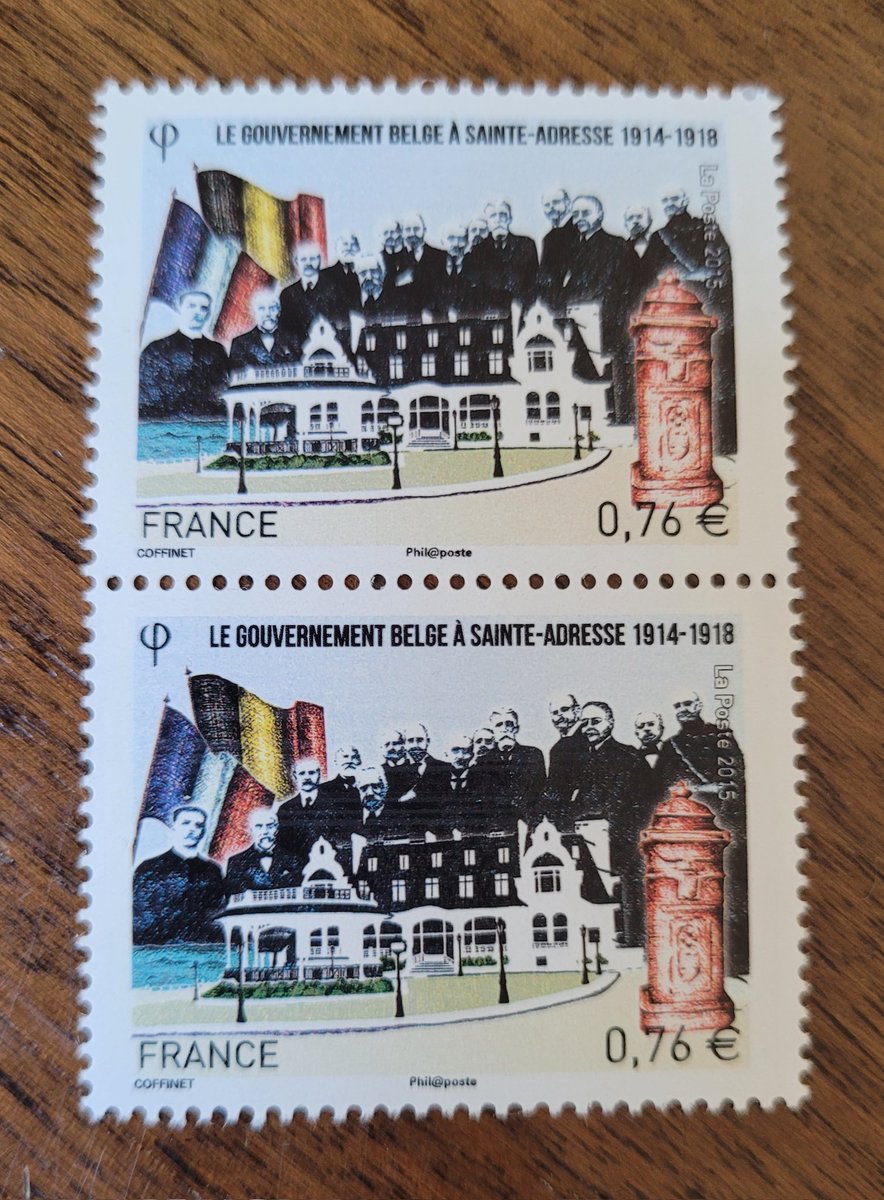 φ LE GOUVERNEMENT BELGE À SAINTE-ADRESSE 1914-1918
La Poste 2015
FRANCE 0,76 €
COFFINET Phil@poste
φ LE GOUVERNEMENT BELGE À SAINTE-ADRESSE 1914-1918
La Poste 2015
FRANCE 0,76 €
COFFINET Phil@poste